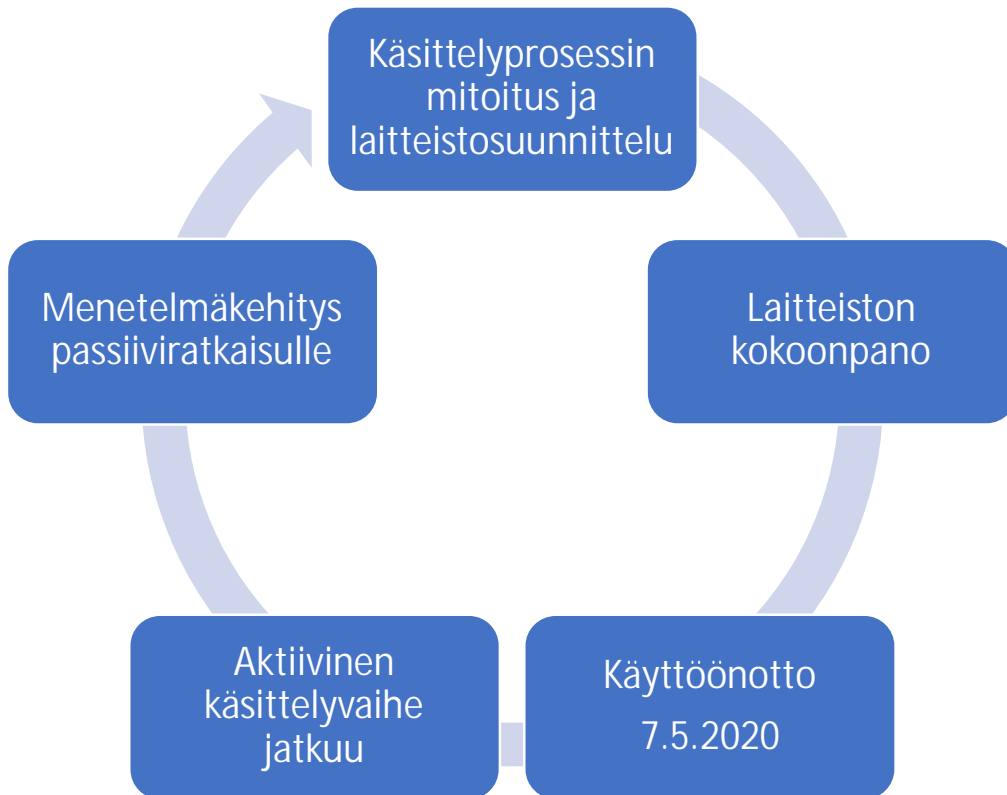 Käsittelyprosessin
mitoitus ja
laitteistosuunnittelu
Laitteiston
kokoonpano
Käyttöönotto
7.5.2020
Aktiivinen
käsittelyvaihe
jatkuu
Menetelmäkehitys
passiiviratkaisulle